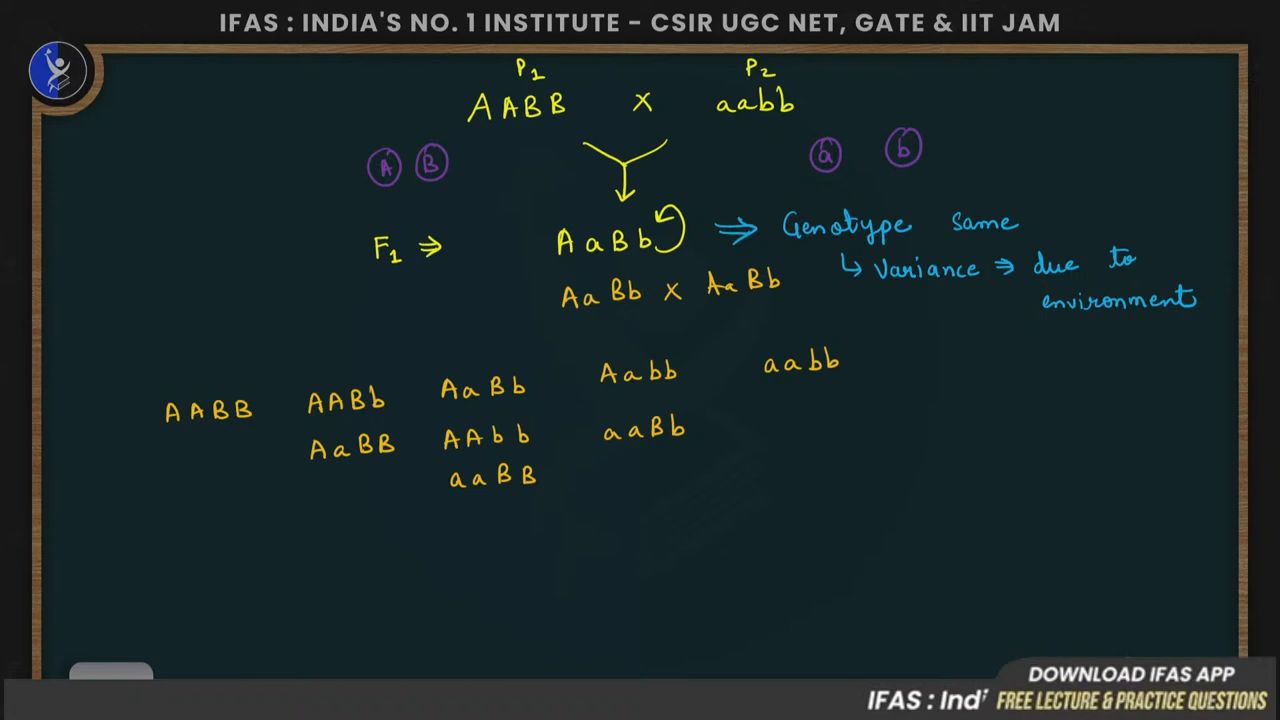 IFAS : INDIA'S NO. 1 INSTITUTE - CSIR UGC NET, GATE & IIT JAM
P1 P2
AABB x aabb
A B a b
F1 ⇒ AaBb ⇒ Genotype same
↳ Variance ⇒ due to
environment
AaBb x AaBb
AABB AABb AaBb Aabb aabb
AaBB AAbb aaBb
aaBB
DOWNLOAD IFAS APP
IFAS : Ind FREE LECTURE & PRACTICE QUESTIONS